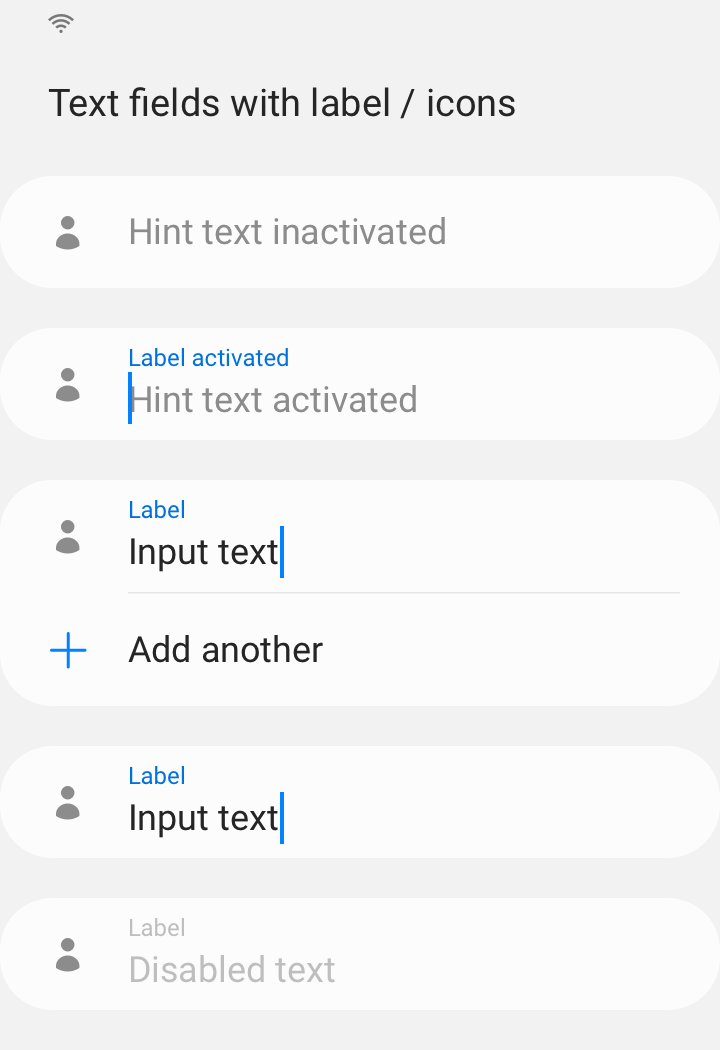 Text fields with label / icons
Hint text inactivated
Label activated
Hint text activated
Label
Input text
Add another
Label
Input text
Label
Disabled text